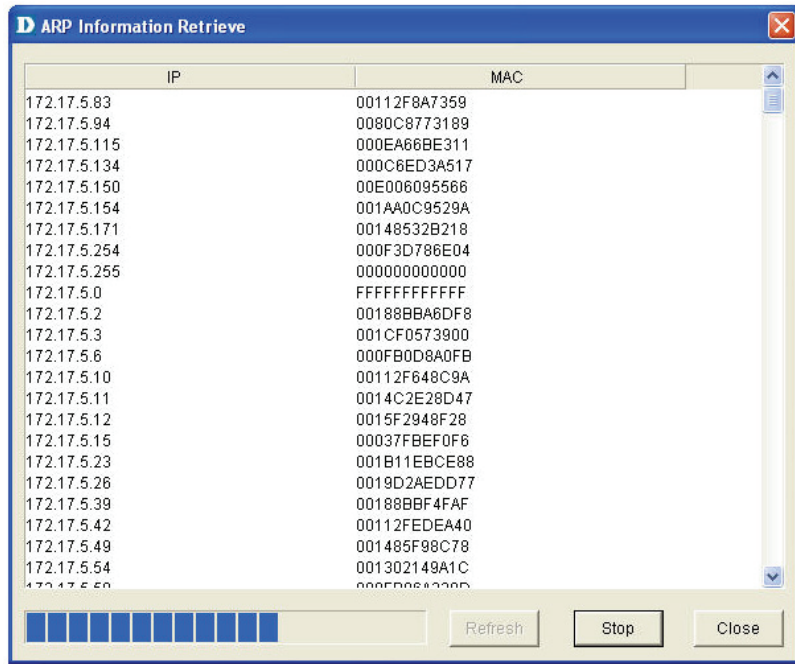 D ARP Information Retrieve
IP MAC
172.17.5.83 00112F8A7359
172.17.5.94 0080C8773189
172.17.5.115 000EA66BE311
172.17.5.134 000C6ED3A517
172.17.5.150 00E006095566
172.17.5.154 001AA0C9529A
172.17.5.171 00148532B218
172.17.5.254 000F3D786E04
172.17.5.255 000000000000
172.17.5.0 FFFFFFFFFFFF
172.17.5.2 00188BBA6DF8
172.17.5.3 001CF0573900
172.17.5.6 000FB0D8A0FB
172.17.5.10 00112F648C9A
172.17.5.11 0014C2E28D47
172.17.5.12 0015F2948F28
172.17.5.15 00037FBEF0F6
172.17.5.23 001B11EBCE88
172.17.5.26 0019D2AEDD77
172.17.5.39 00188BBF4FAF
172.17.5.42 00112FEDEA40
172.17.5.49 001485F98C78
172.17.5.54 001302149A1C
Refresh Stop Close